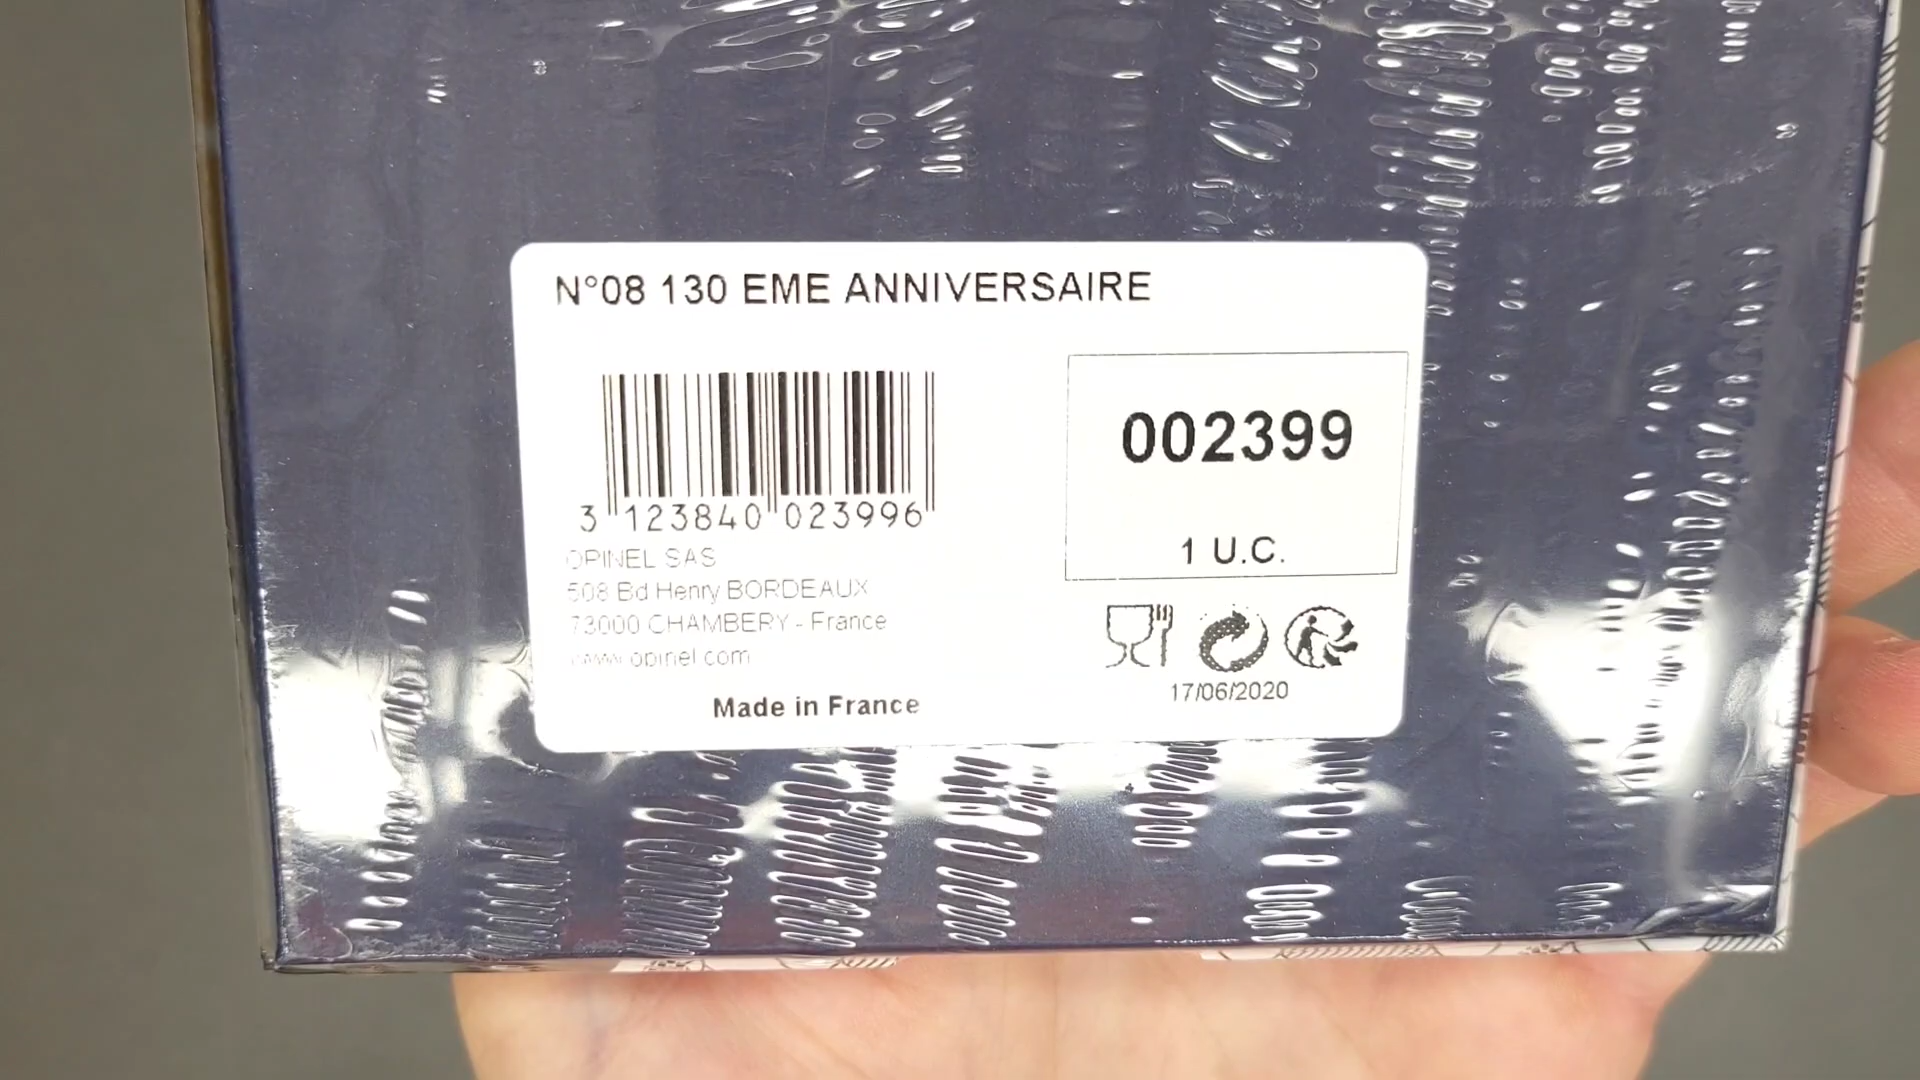 N°08 130 EME ANNIVERSAIRE
002399
3 123840 023996
1 U.C.
OPINEL SAS
508 Bd Henry BORDEAUX
73000 CHAMBERY - France
www.opinel.com
17/06/2020
Made in France